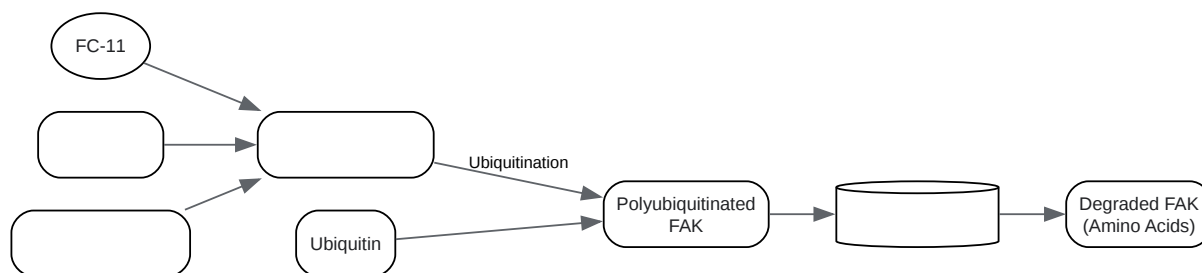 FC-11
Ubiquitination
Ubiquitin
Polyubiquitinated
FAK
Degraded FAK
(Amino Acids)